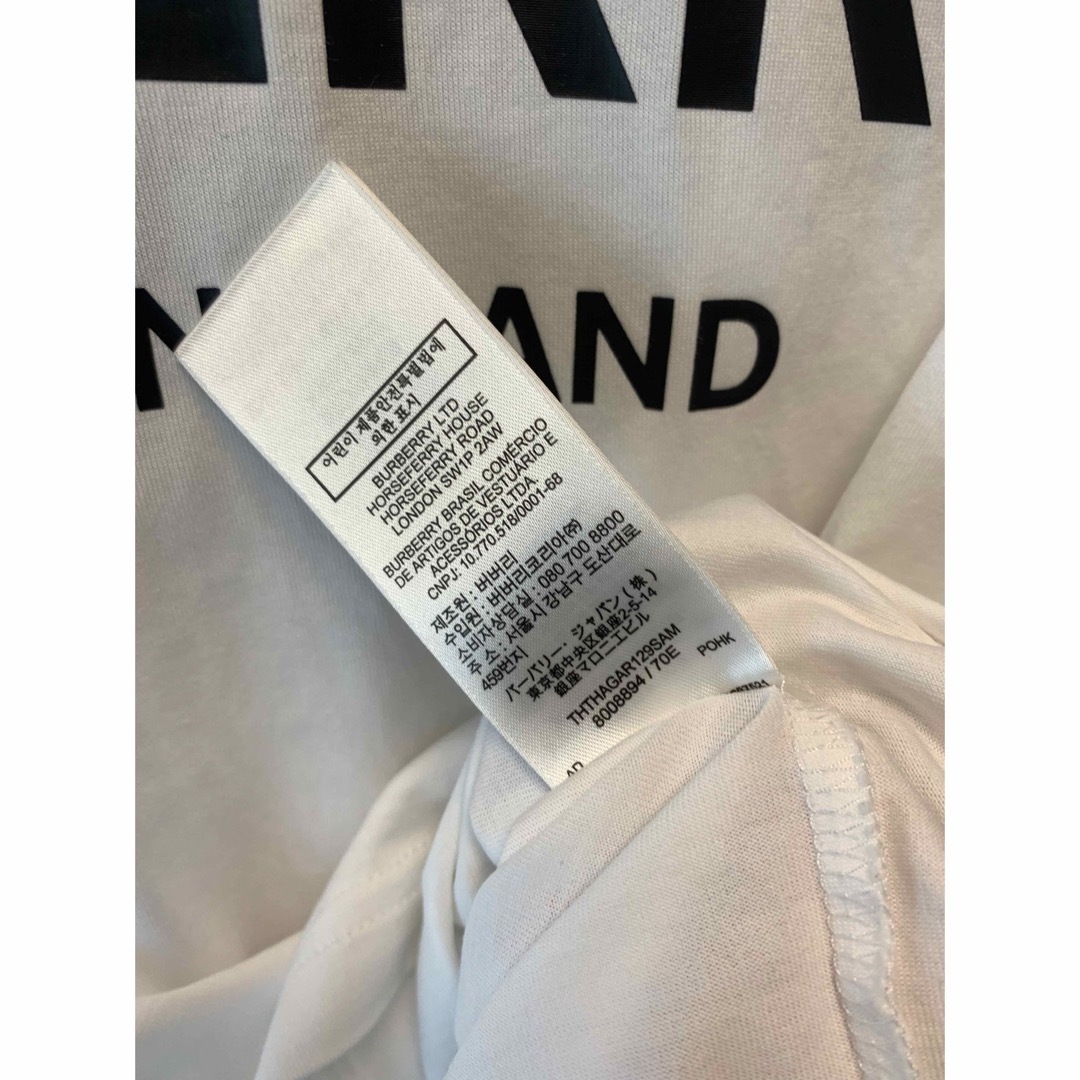 AND
어린이 제품안전특별법에
의한 표시
BURBERRY LTD
HORSEFERRY HOUSE
HORSEFERRY ROAD
LONDON SW1P 2AW
BURBERRY BRASIL COMÉRCIO
DE ARTIGOS DE VESTUÁRIO E
ACESSÓRIOS LTDA
CNPJ: 10.770.518/0001-68
제조원 : 버버리
수입원 : 버버리코리아㈜
소비자상담실 : 080 700 8800
주소 : 서울시 강남구 도산대로
459번지
バーバリー・ジャパン(株)
東京都中央区銀座2-5-14
銀座マロニエビル
THTHAGAR129SAM
8008894 / 70E POHK